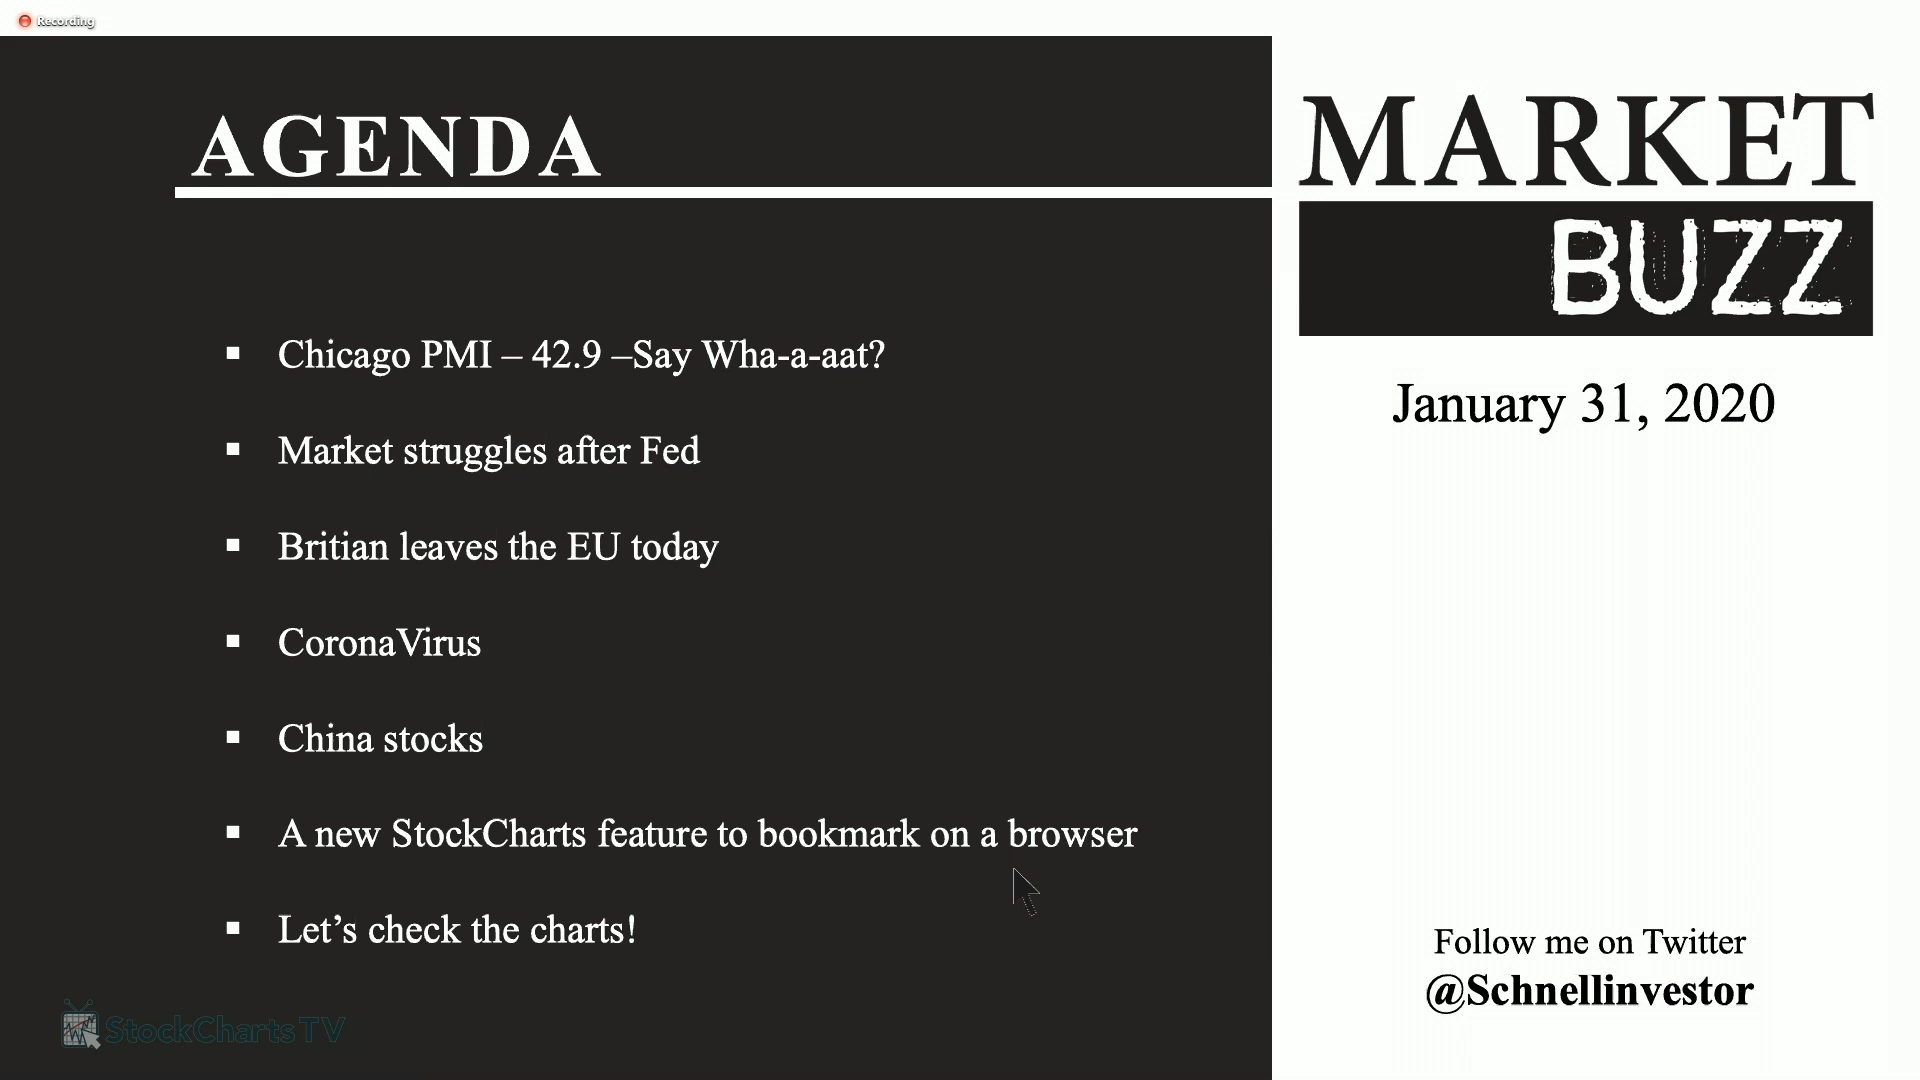 Recording
AGENDA
▪ Chicago PMI – 42.9 –Say Wha-a-aat?
▪ Market struggles after Fed
▪ Britian leaves the EU today
▪ CoronaVirus
▪ China stocks
▪ A new StockCharts feature to bookmark on a browser
▪ Let’s check the charts!
StockCharts TV
MARKET
BUZZ
January 31, 2020
Follow me on Twitter
@Schnellinvestor